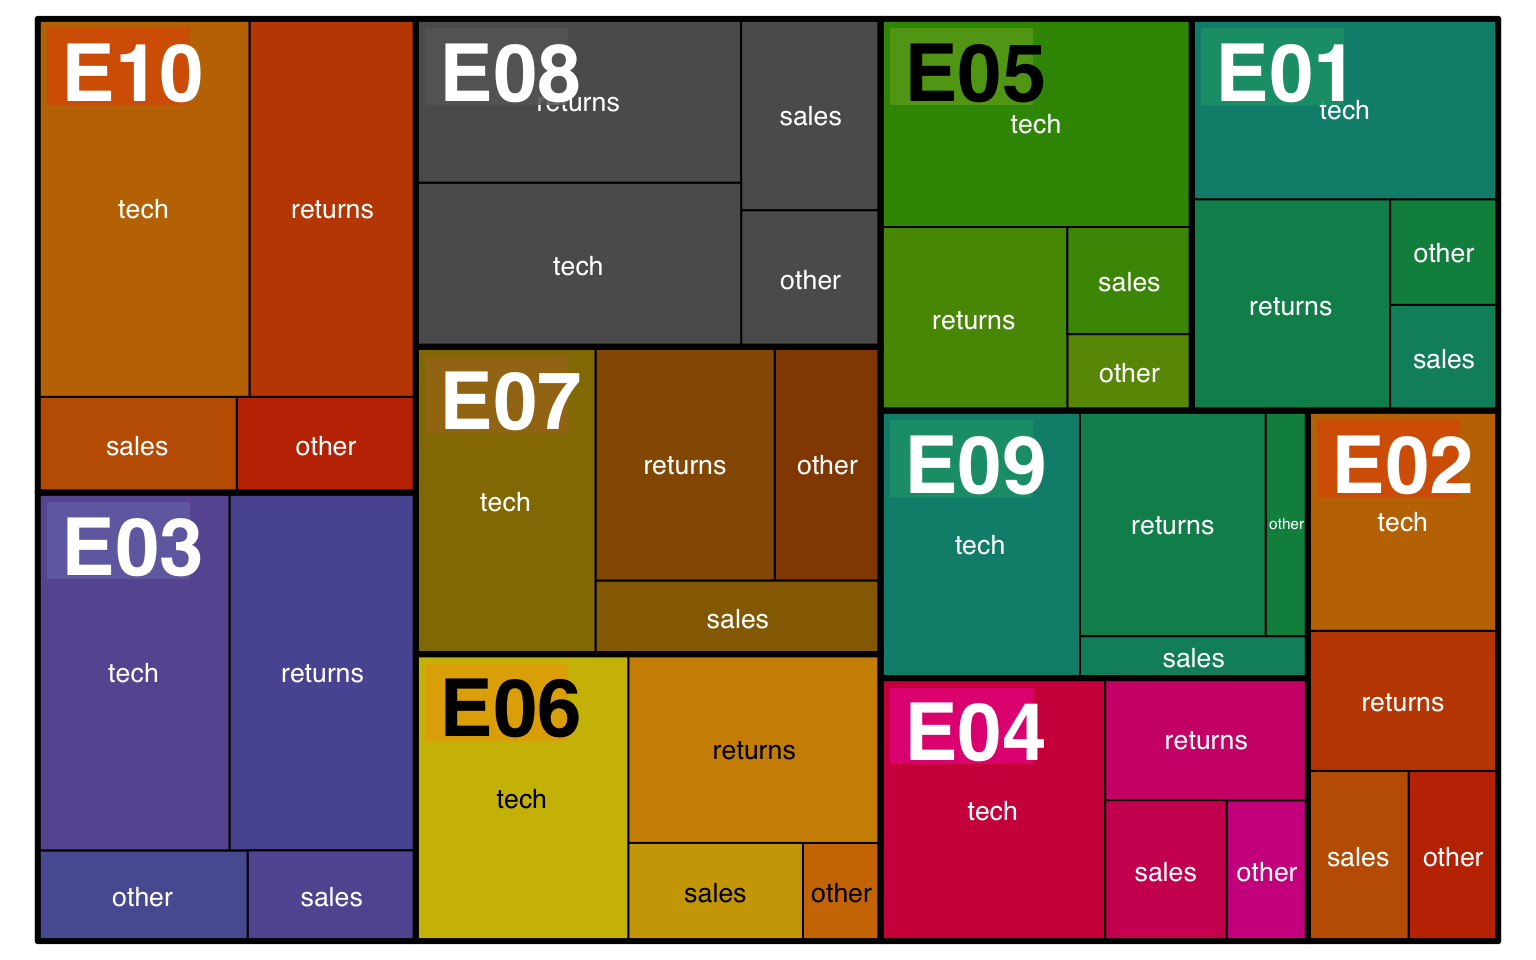 E10
tech
returns
sales
other
E03
tech
returns
other
sales
E08
returns
sales
tech
other
E07
tech
returns
other
sales
E06
tech
returns
sales
other
E05
tech
returns
sales
other
E01
tech
returns
other
sales
E09
tech
returns
other
sales
E04
tech
returns
sales
other
E02
tech
returns
sales
other